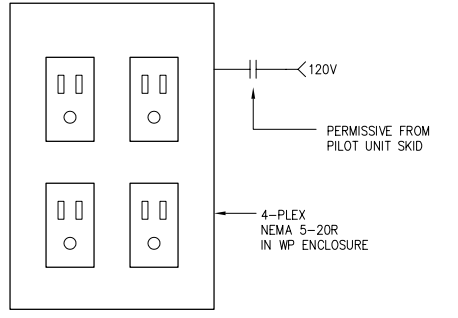 120V
PERMISSIVE FROM
PILOT UNIT SKID
4-PLEX
NEMA 5-20R
IN WP ENCLOSURE